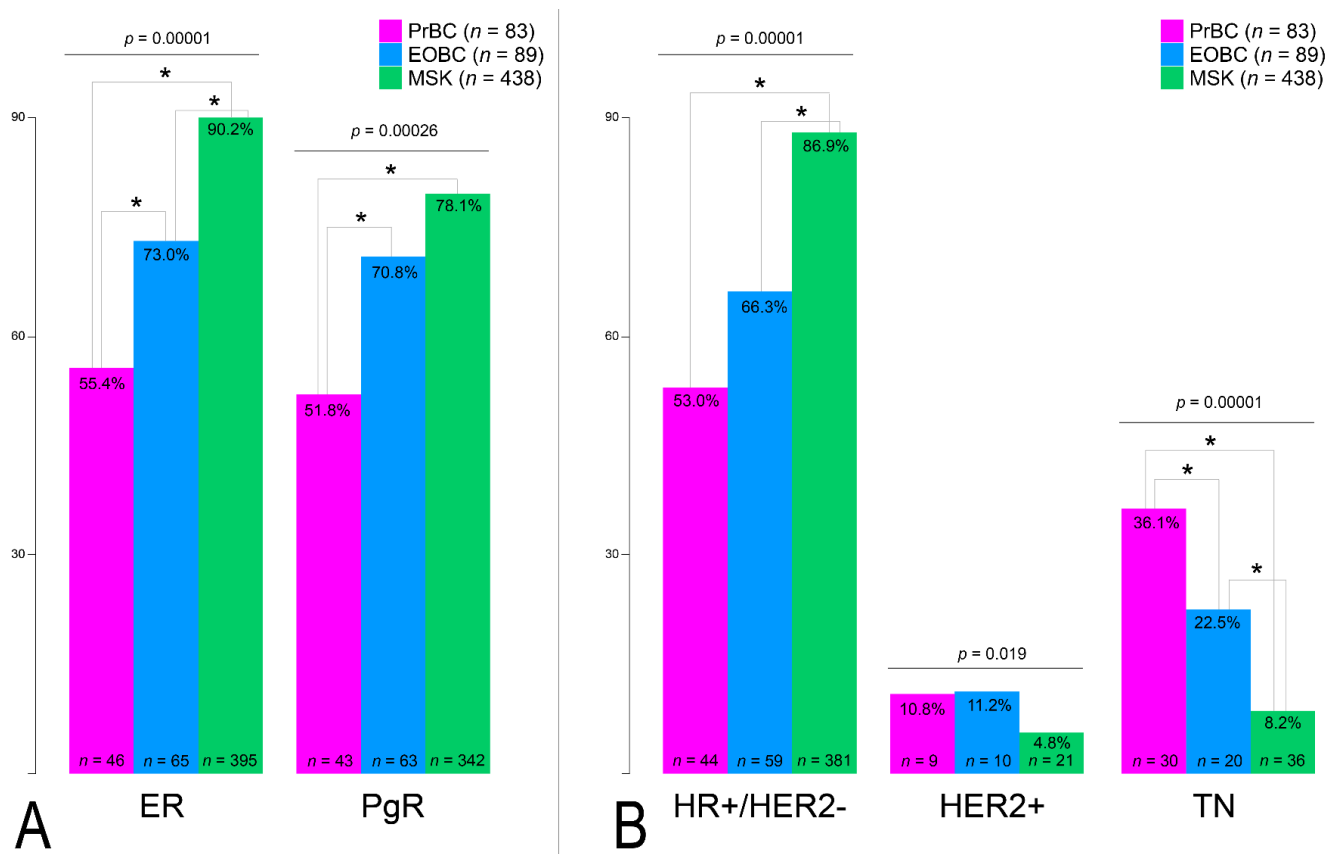 PrBC (n = 83)
EOBC (n = 89)
MSK (n = 438)
p = 0.00001
*
*
90
90.2%
p = 0.00026
*
*
78.1%
*
73.0%
70.8%
60
55.4%
51.8%
30
n = 46
n = 65
n = 395
n = 43
n = 63
n = 342
ER
PgR
A
PrBC (n = 83)
EOBC (n = 89)
MSK (n = 438)
p = 0.00001
*
*
90
86.9%
66.3%
60
53.0%
p = 0.00001
*
*
36.1%
30
*
22.5%
p = 0.019
10.8%
11.2%
4.8%
8.2%
n = 44
n = 59
n = 381
n = 9
n = 10
n = 21
n = 30
n = 20
n = 36
HR+/HER2-
HER2+
TN
B